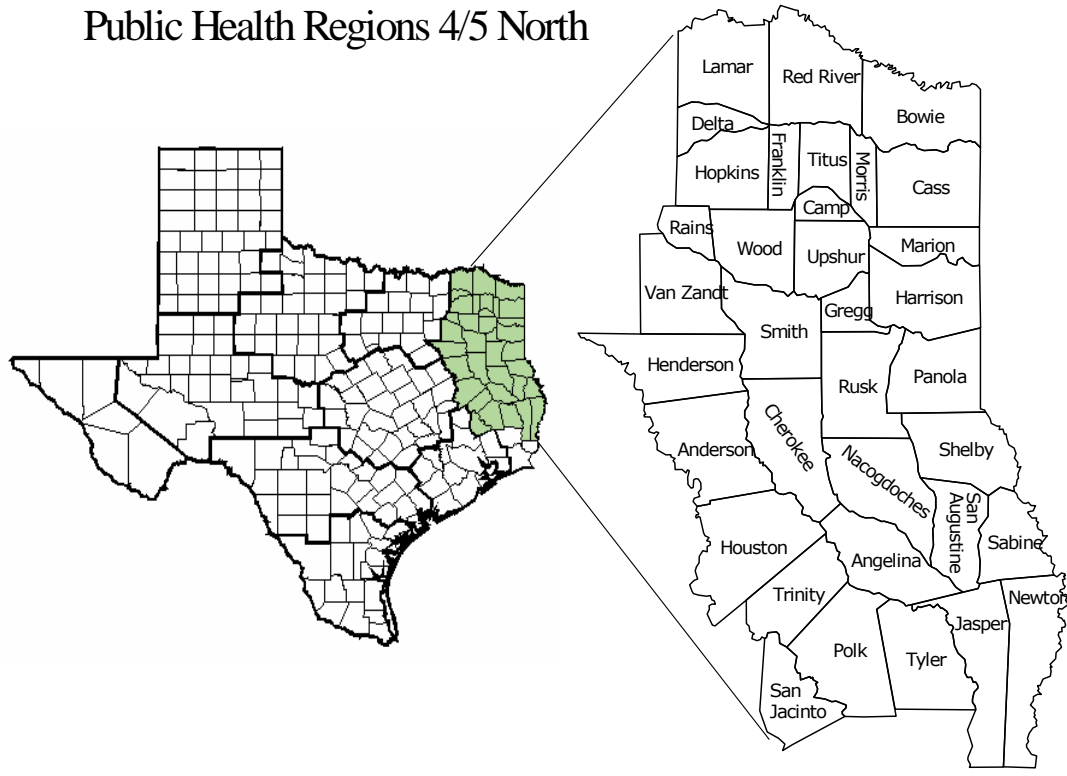 Public Health Regions 4/5 North
Lamar
Red River
Bowie
Delta
Hopkins
Franklin
Titus
Morris
Cass
Camp
Rains
Wood
Upshur
Marion
Van Zandt
Gregg
Harrison
Smith
Henderson
Rusk
Panola
Anderson
Cherokee
Nacogdoches
Shelby
San
Augustine
Sabine
Houston
Angelina
Trinity
Newton
Jasper
Polk
Tyler
San
Jacinto